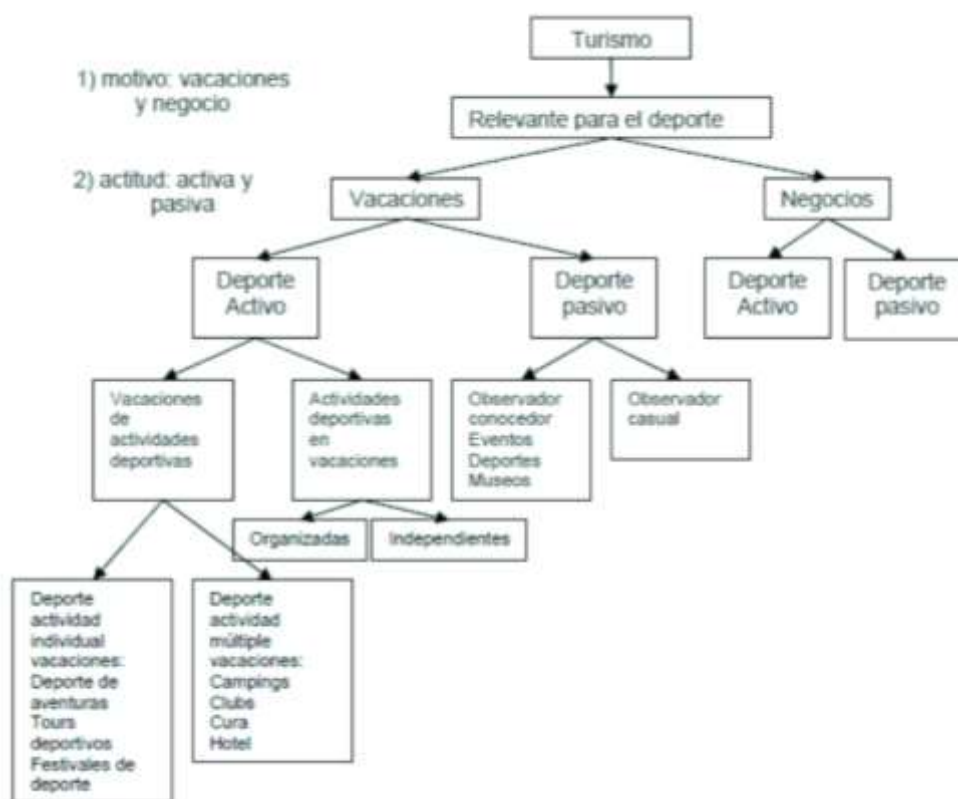 Turismo
1) motivo: vacaciones
y negocio
Relevante para el deporte
2) actitud: activa y
pasiva
Vacaciones
Negocios
Deporte
Activo
Deporte
pasivo
Deporte
Activo
Deporte
pasivo
Vacaciones
de
actividades
deportivas
Actividades
deportivas
en
vacaciones
Observador
conocedor
Eventos
Deportes
Museos
Observador
casual
Organizadas
Independientes
Deporte
actividad
individual
vacaciones:
Deporte de
aventuras
Tours
deportivos
Festivales de
deporte
Deporte
actividad
múltiple
vacaciones:
Campings
Clubs
Cura
Hotel